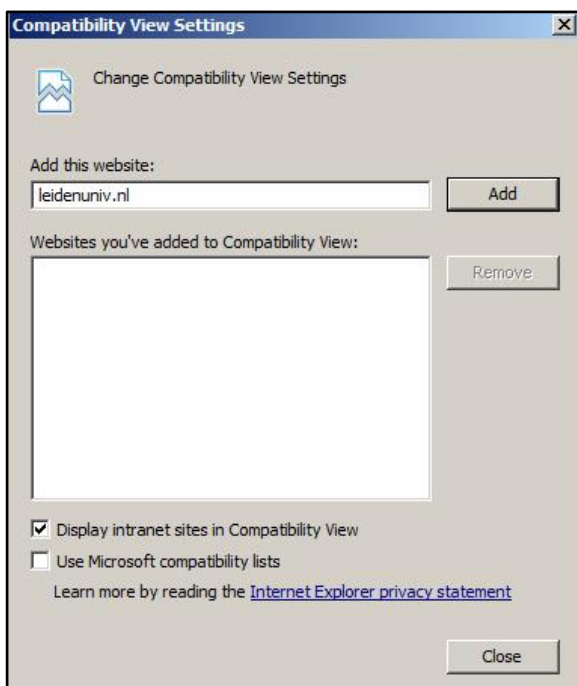 Compatibility View Settings
Change Compatibility View Settings
Add this website:
leidenuniv.nl
Add
Websites you've added to Compatibility View:
Remove
Display intranet sites in Compatibility View
Use Microsoft compatibility lists
Learn more by reading the Internet Explorer privacy statement
Close